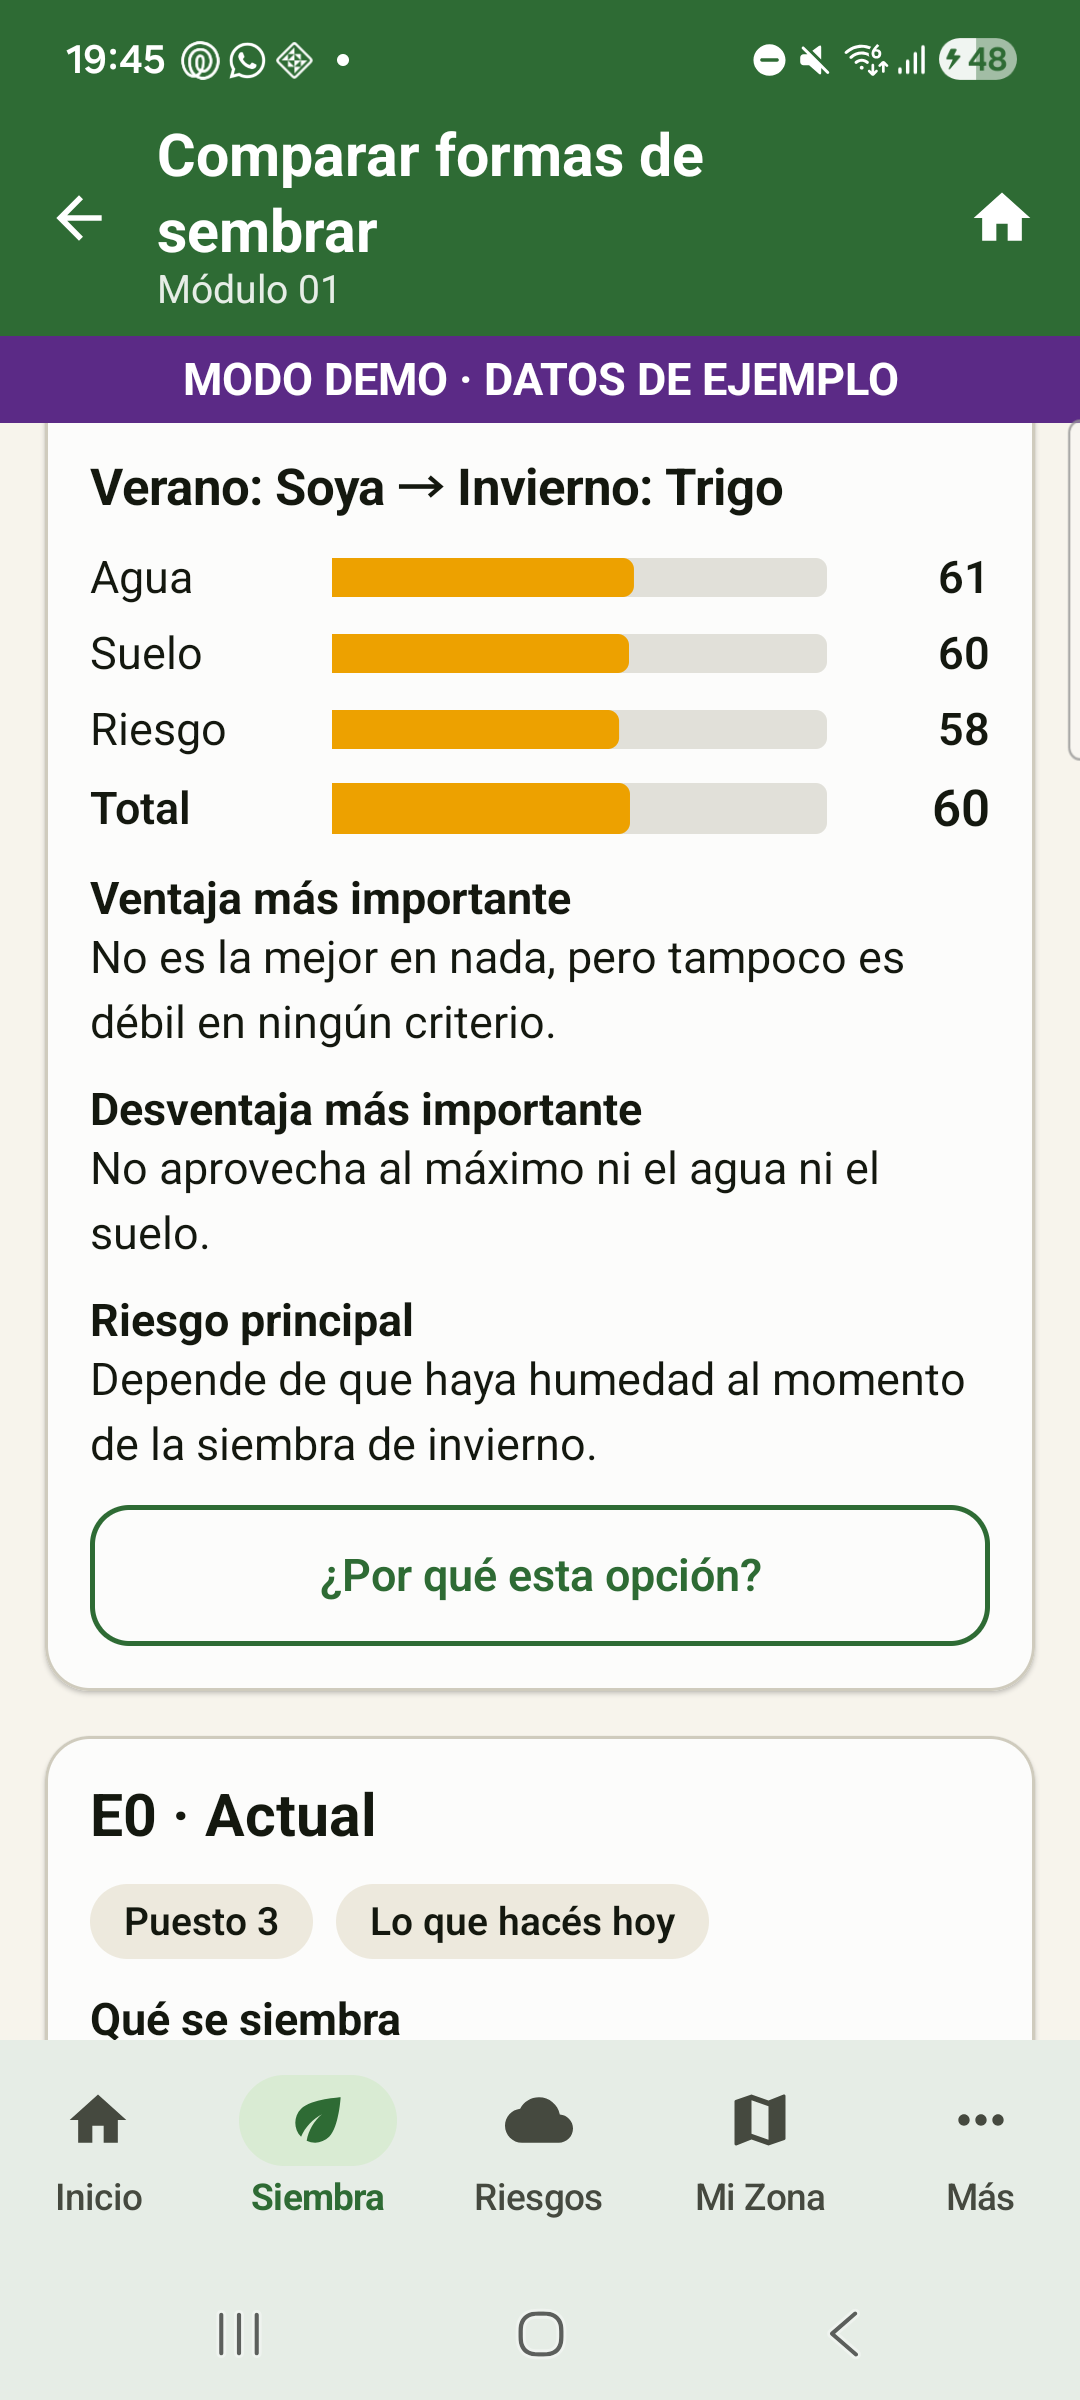 19:45
48
Comparar formas de
sembrar
Módulo 01
MODO DEMO · DATOS DE EJEMPLO
Verano: Soya → Invierno: Trigo
Agua 61
Suelo 60
Riesgo 58
Total 60
Ventaja más importante
No es la mejor en nada, pero tampoco es
débil en ningún criterio.
Desventaja más importante
No aprovecha al máximo ni el agua ni el
suelo.
Riesgo principal
Depende de que haya humedad al momento
de la siembra de invierno.
¿Por qué esta opción?
E0 · Actual
Puesto 3 Lo que hacés hoy
Qué se siembra
Inicio Siembra Riesgos Mi Zona Más